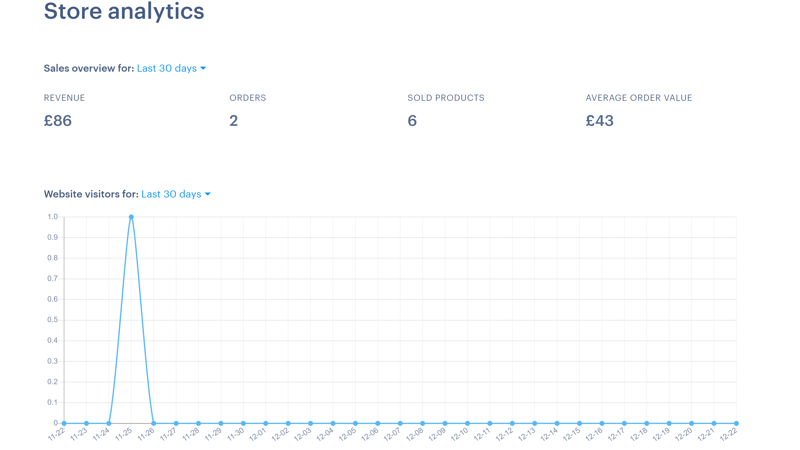 Store analytics
Sales overview for: Last 30 days
REVENUE ORDERS SOLD PRODUCTS AVERAGE ORDER VALUE
£86 2 6 £43
Website visitors for: Last 30 days
1.0
0.9
0.8
0.7
0.6
0.5
0.4
0.3
0.2
0.1
0
11-22 11-23 11-24 11-25 11-26 11-27 11-28 11-29 11-30 12-01 12-02 12-03 12-04 12-05 12-06 12-07 12-08 12-09 12-10 12-11 12-12 12-13 12-14 12-15 12-16 12-17 12-18 12-19 12-20 12-21 12-22